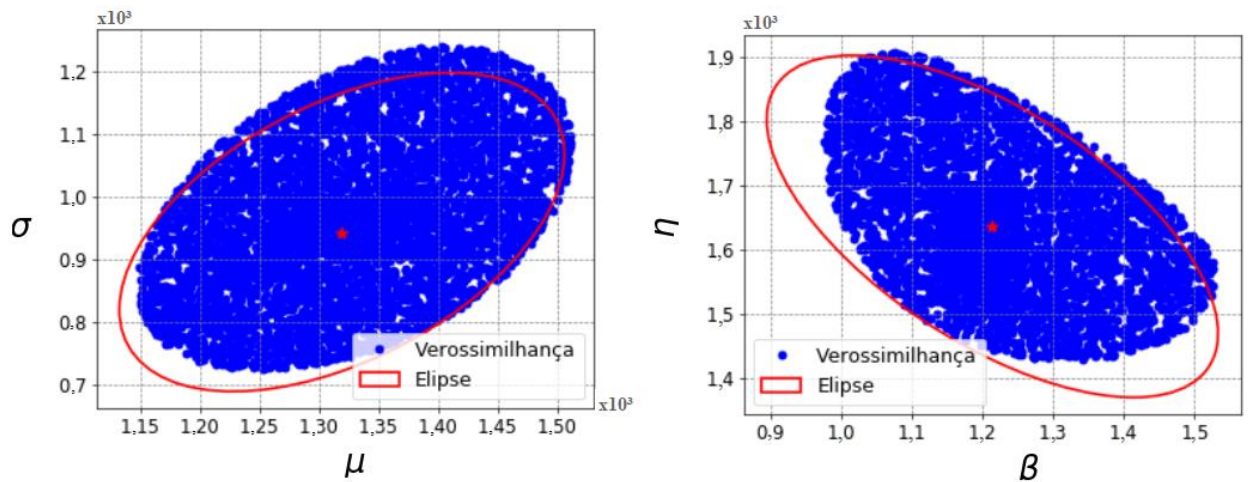 x10³
σ
1,2
1,1
1,0
0,9
0,8
0,7
1,15 1,20 1,25 1,30 1,35 1,40 1,45 1,50
x10³
μ
Verossimilhança
Elipse
x10³
η
1,9
1,8
1,7
1,6
1,5
1,4
0,9 1,0 1,1 1,2 1,3 1,4 1,5
β
Verossimilhança
Elipse